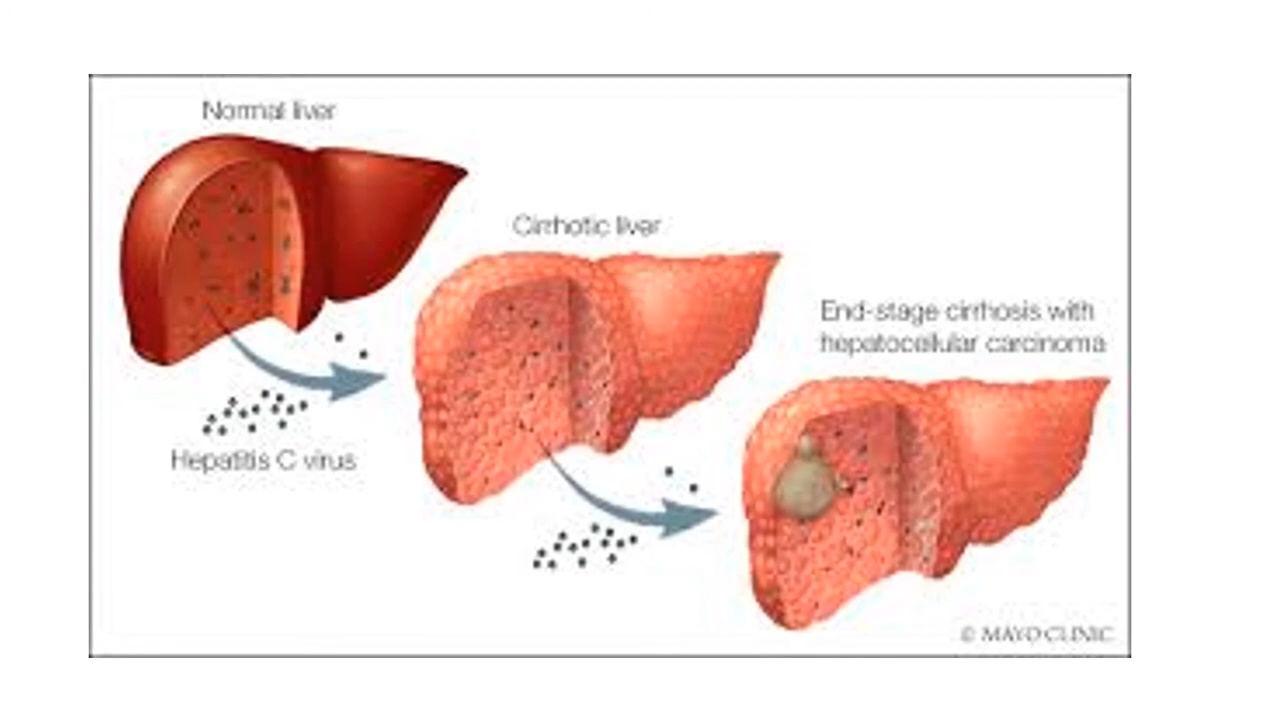 Normal liver
Cirrhotic liver
End-stage cirrhosis with
hepatocellular carcinoma
Hepatitis C virus
© MAYO CLINIC